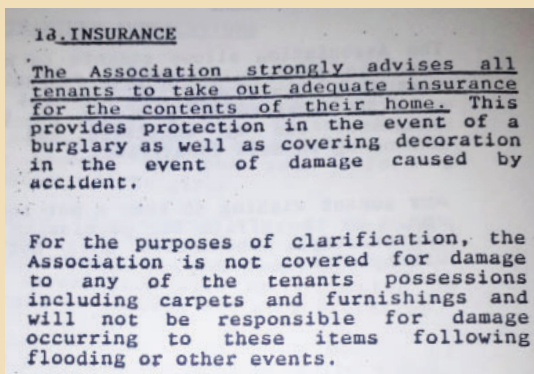 13.INSURANCE
The Association strongly advises all
tenants to take out adequate insurance
for the contents of their home. This
provides protection in the event of a
burglary as well as covering decoration
in the event of damage caused by
accident.
For the purposes of clarification, the
Association is not covered for damage
to any of the tenants possessions
including carpets and furnishings and
will not be responsible for damage
occurring to these items following
flooding or other events.